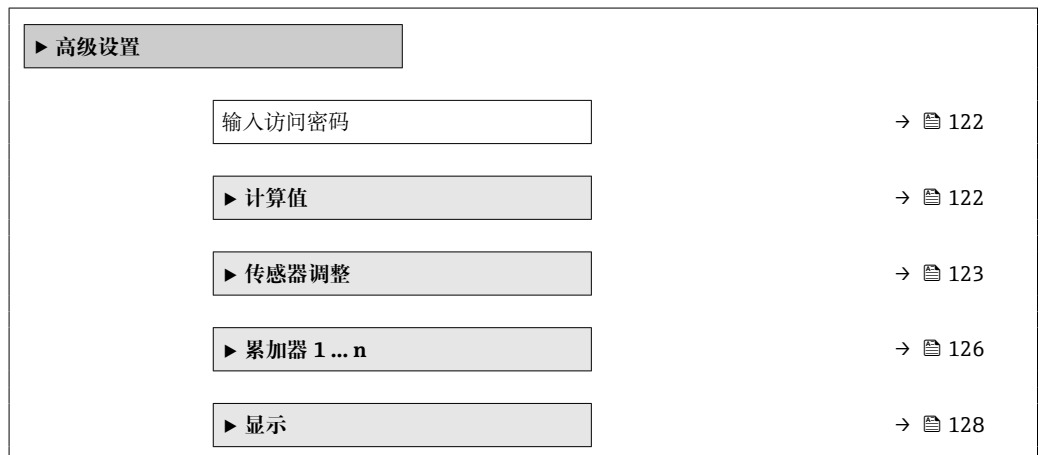 ▶ 高级设置
输入访问密码 → 🖹 122
▶ 计算值 → 🖹 122
▶ 传感器调整 → 🖹 123
▶ 累加器 1 … n → 🖹 126
▶ 显示 → 🖹 128